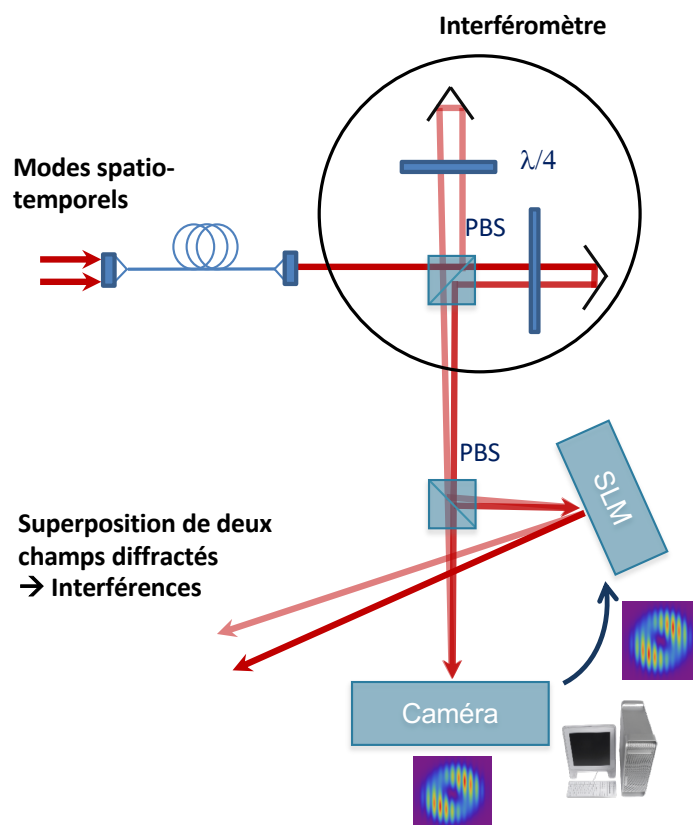 Interféromètre
Modes spatio-
temporels
λ/4
PBS
PBS
SLM
Superposition de deux
champs diffractés
→ Interférences
Caméra